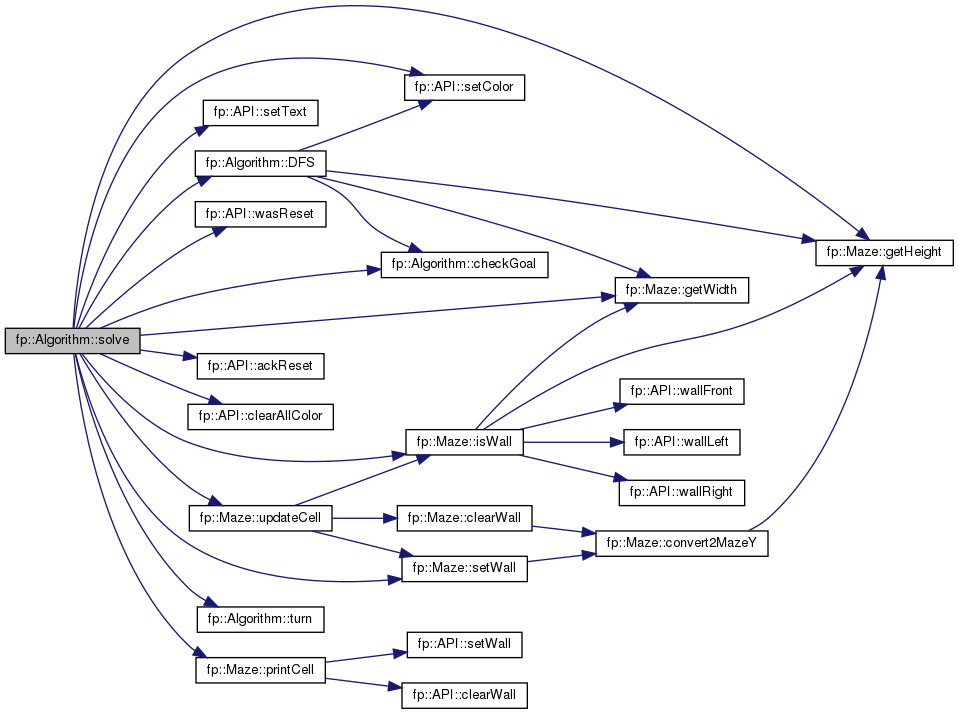 fp::API::setColor
fp::API::setText
fp::Algorithm::DFS
fp::API::wasReset
fp::Algorithm::checkGoal
fp::Maze::getHeight
fp::Maze::getWidth
fp::Algorithm::solve
fp::API::ackReset
fp::API::wallFront
fp::API::clearAllColor
fp::Maze::isWall
fp::API::wallLeft
fp::API::wallRight
fp::Maze::updateCell
fp::Maze::clearWall
fp::Maze::convert2MazeY
fp::Maze::setWall
fp::Algorithm::turn
fp::API::setWall
fp::Maze::printCell
fp::API::clearWall